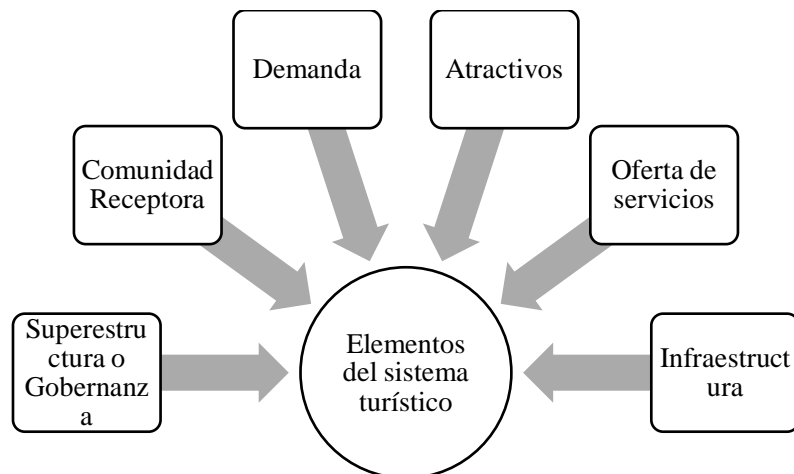 Demanda
Atractivos
Comunidad
Receptora
Oferta de
servicios
Superestru
ctura o
Gobernanz
a
Elementos
del sistema
turístico
Infraestruct
ura